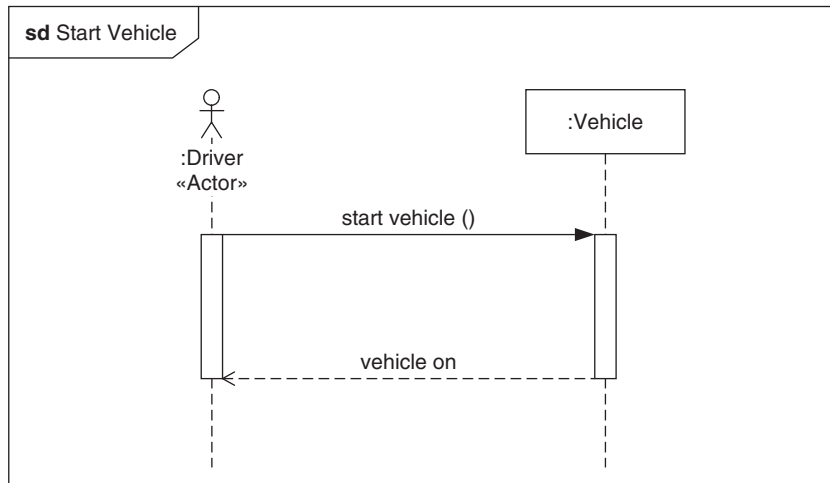 sd Start Vehicle
:Driver
«Actor»
:Vehicle
start vehicle ()
vehicle on